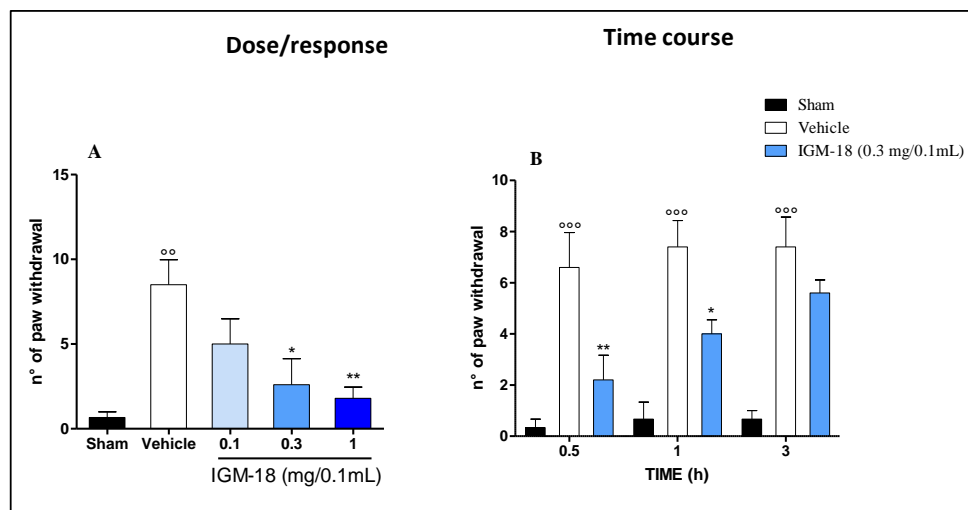 Dose/response
Time course
Sham
Vehicle
IGM-18 (0.3 mg/0.1mL)
A
n° of paw withdrawal
15
10
5
0
°°
*
**
Sham Vehicle 0.1 0.3 1
IGM-18 (mg/0.1mL)
B
n° of paw withdrawal
10
8
6
4
2
0
°°° °°° °°°
** *
0.5 1 3
TIME (h)